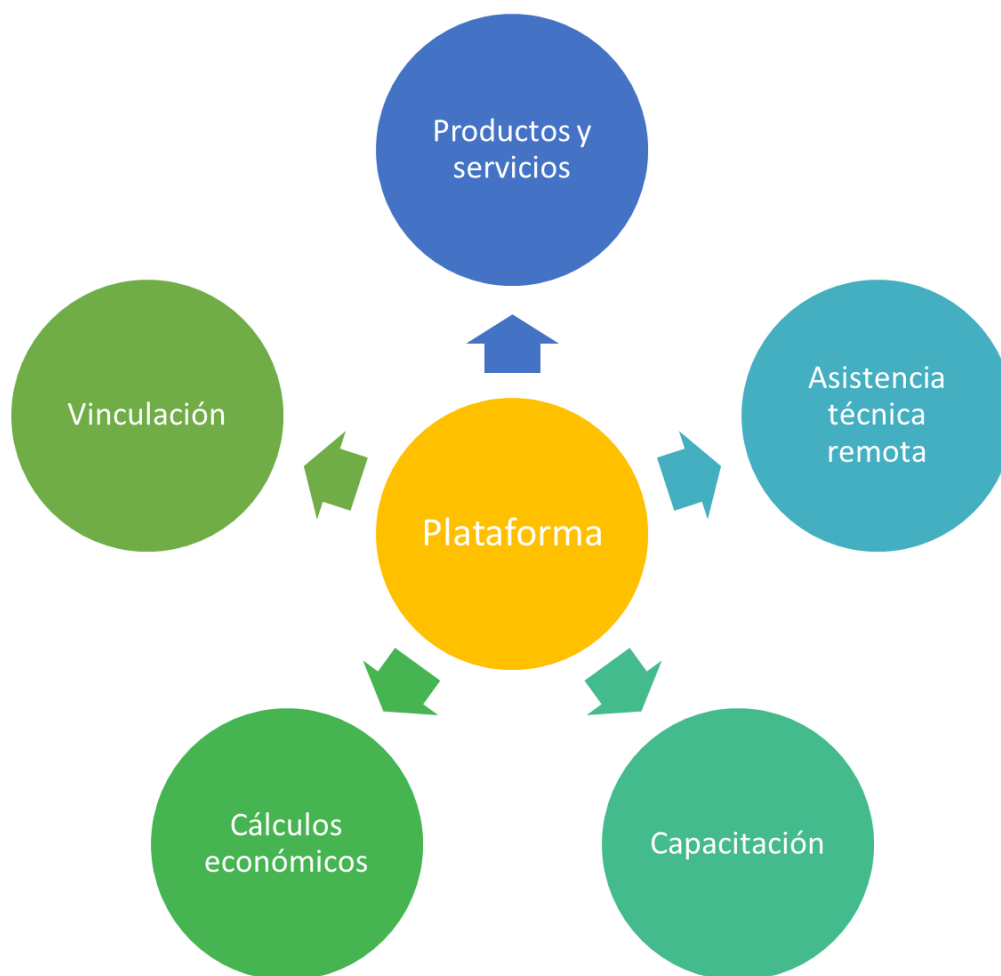 Productos y
servicios
Asistencia
técnica
remota
Vinculación
Plataforma
Cálculos
económicos
Capacitación